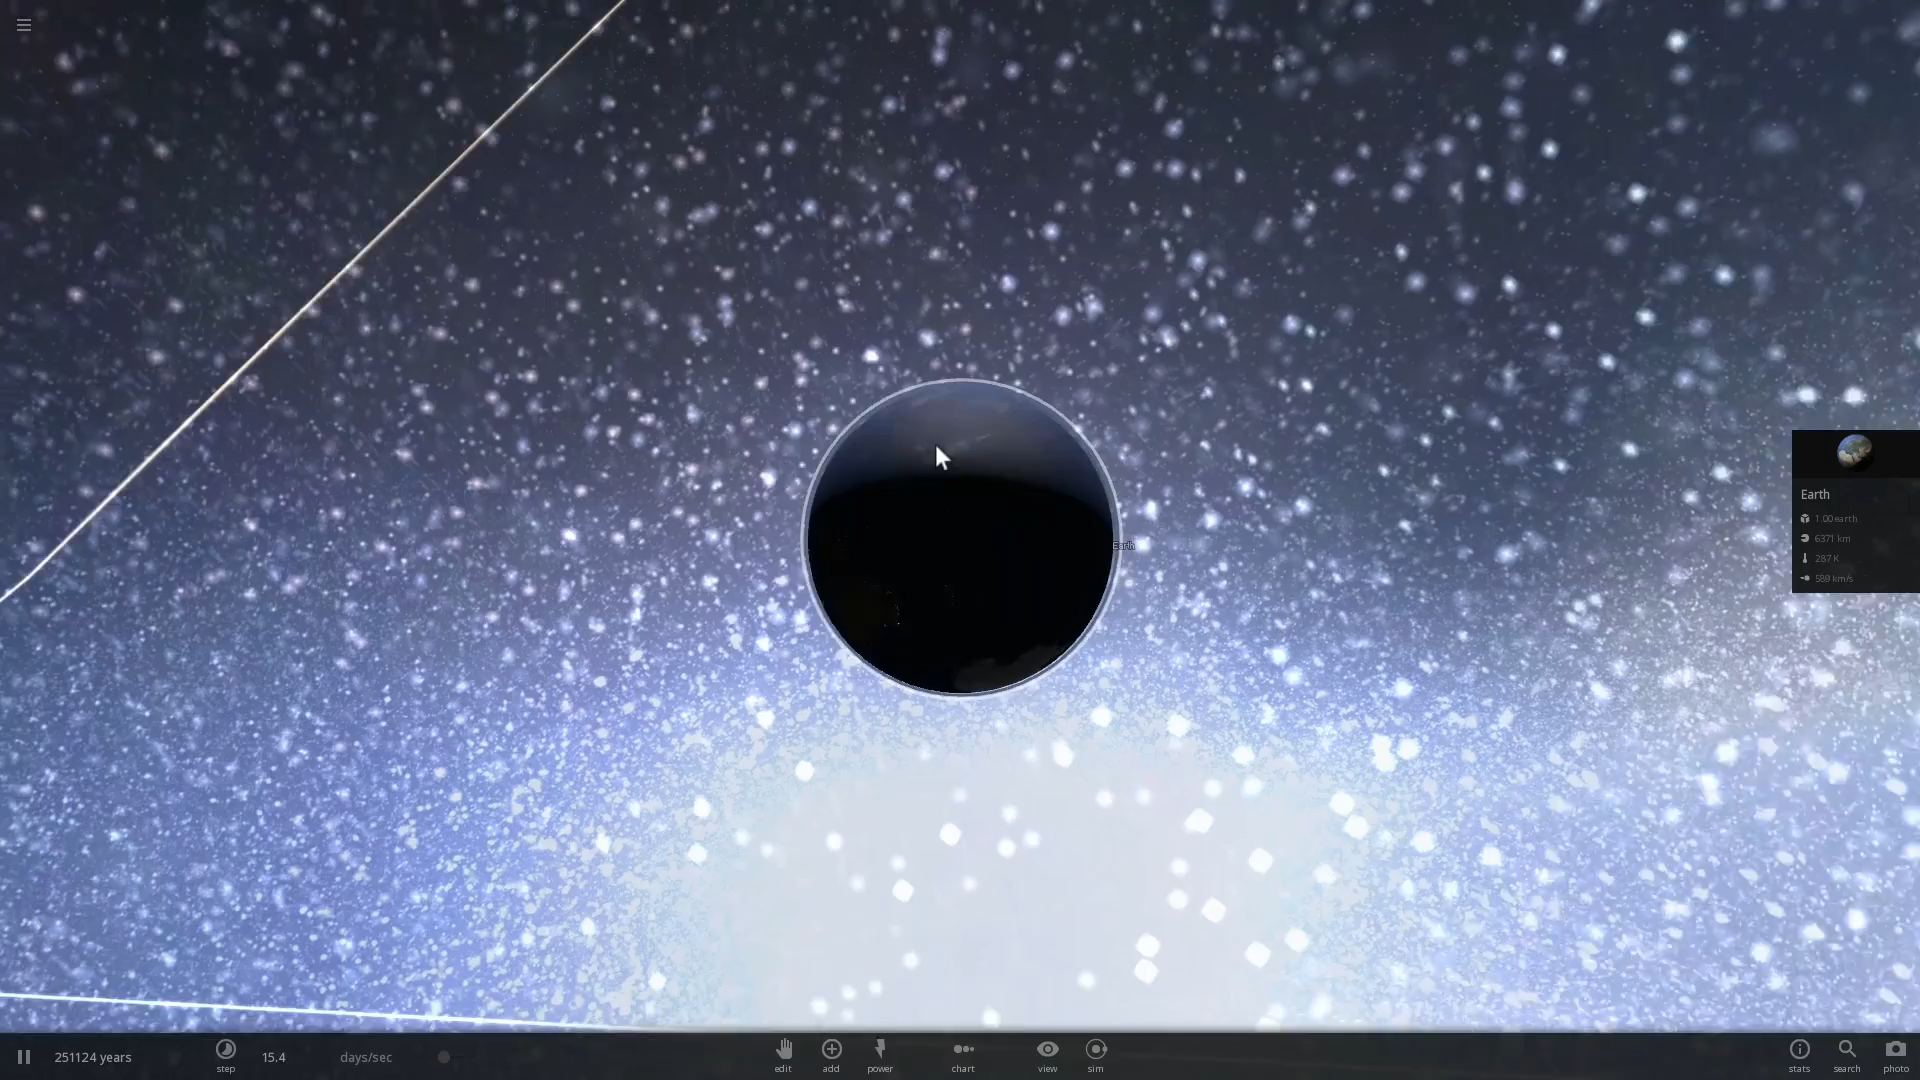 Earth
Earth
1.00 earth
6371 km
287 K
589 km/s
251124 years
step
15.4
days/sec
edit
add
power
chart
view
sim
stats
search
photo